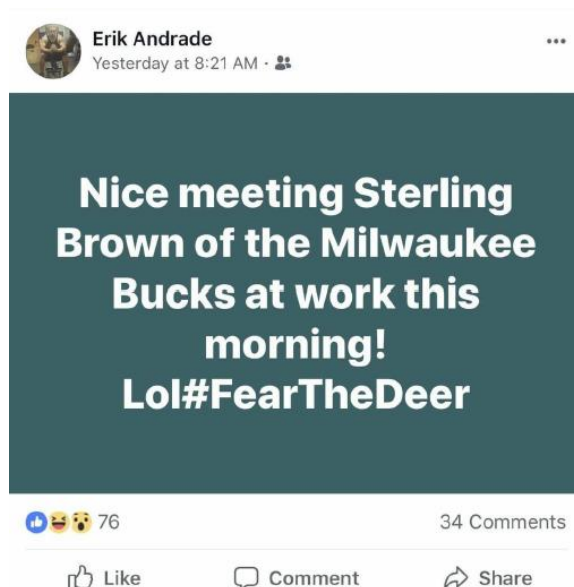 Erik Andrade
Yesterday at 8:21 AM ·
Nice meeting Sterling
Brown of the Milwaukee
Bucks at work this
morning!
Lol#FearTheDeer
76
34 Comments
Like
Comment
Share